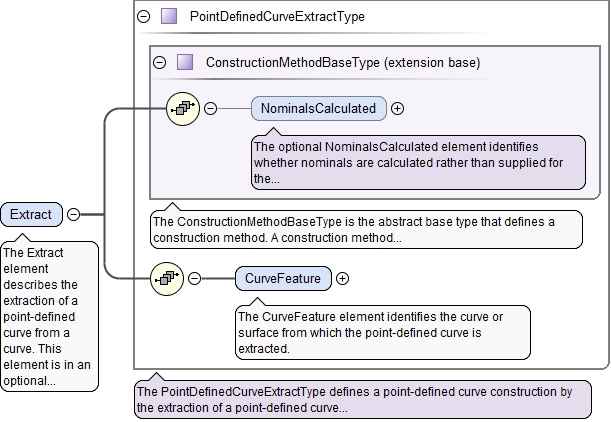 PointDefinedCurveExtractType
ConstructionMethodBaseType (extension base)
NominalsCalculated
The optional NominalsCalculated element identifies
whether nominals are calculated rather than supplied for
the...
The ConstructionMethodBaseType is the abstract base type that defines a
construction method. A construction method...
Extract
The Extract
element
describes the
extraction of a
point-defined
curve from a
curve. This
element is in an
optional...
CurveFeature
The CurveFeature element identifies the curve or
surface from which the point-defined curve is
extracted.
The PointDefinedCurveExtractType defines a point-defined curve construction by
the extraction of a point-defined curve...